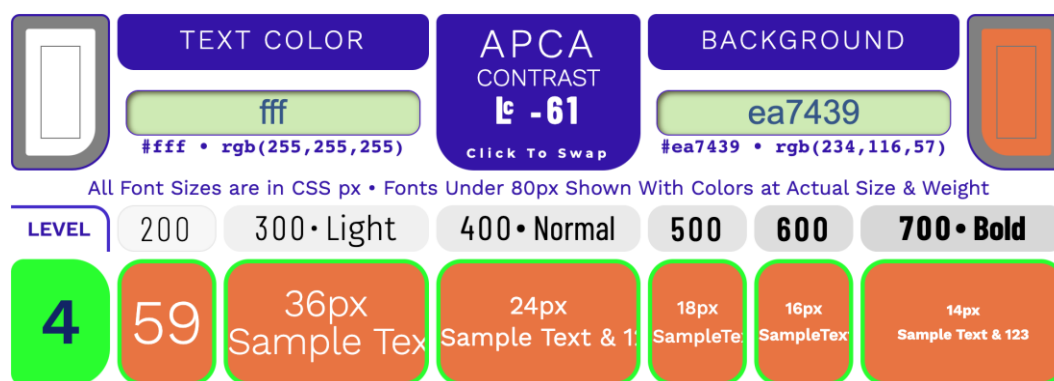 TEXT COLOR
fff
#fff • rgb(255,255,255)
APCA
CONTRAST
Lc -61
Click To Swap
BACKGROUND
ea7439
#ea7439 • rgb(234,116,57)
All Font Sizes are in CSS px • Fonts Under 80px Shown With Colors at Actual Size & Weight
LEVEL 200 300•Light 400•Normal 500 600 700•Bold
4
59
36px
Sample Tex
24px
Sample Text & 1
18px
SampleTe
16px
SampleTex
14px
Sample Text & 123